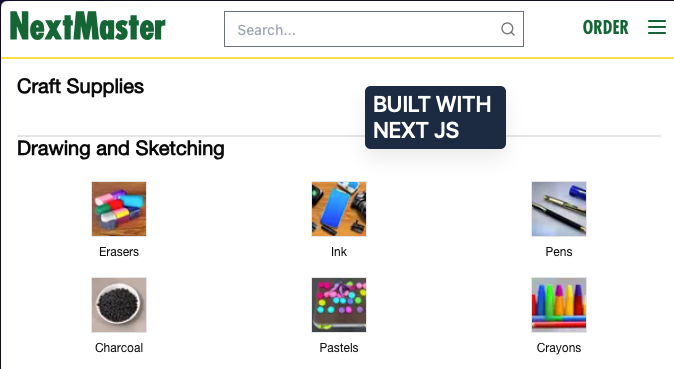 NextMaster
Search...
ORDER
Craft Supplies
BUILT WITH
NEXT JS
Drawing and Sketching
Erasers
Ink
Pens
Charcoal
Pastels
Crayons